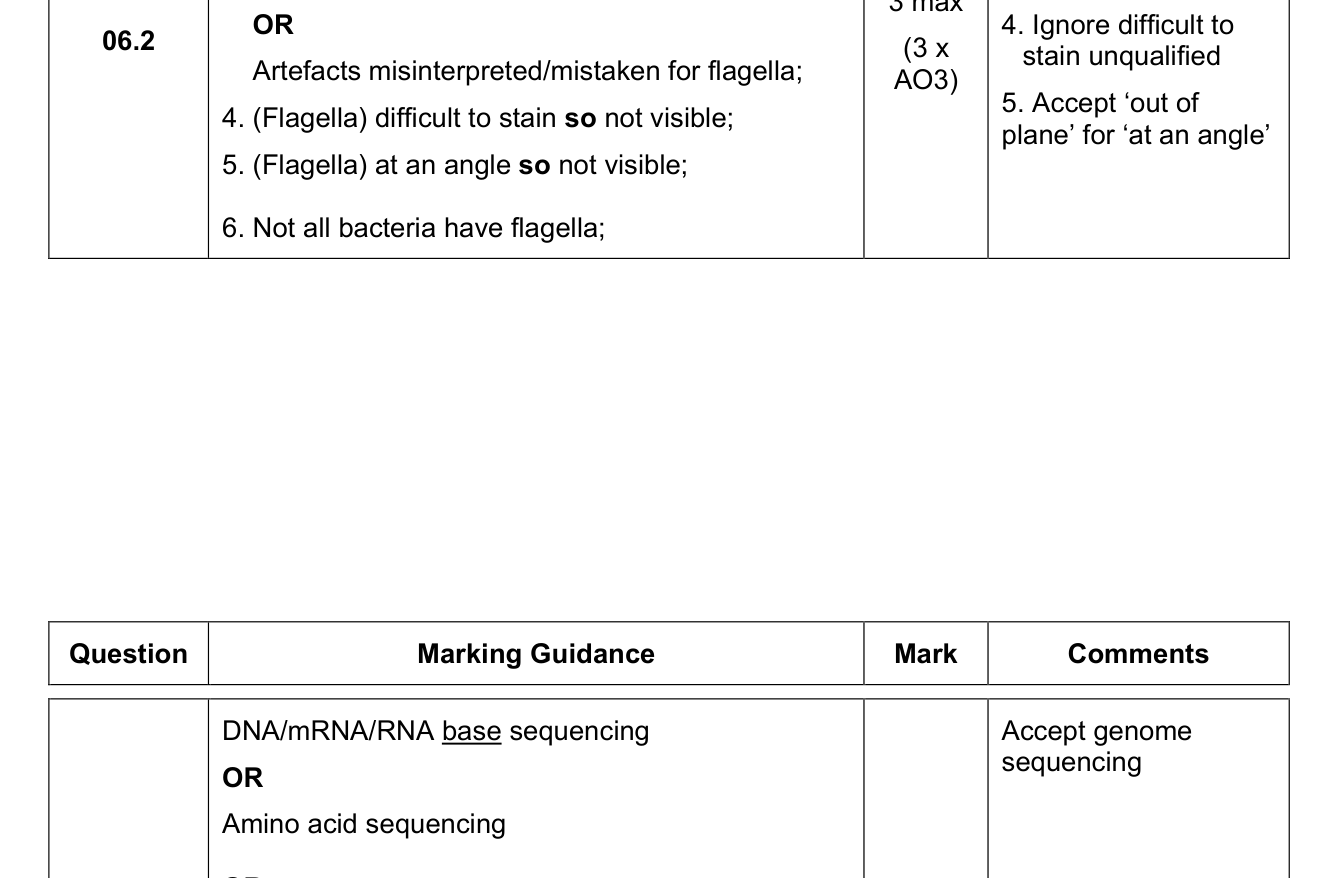 06.2
OR
Artefacts misinterpreted/mistaken for flagella;
4. (Flagella) difficult to stain so not visible;
5. (Flagella) at an angle so not visible;
6. Not all bacteria have flagella;
3 max
(3 x
AO3)
4. Ignore difficult to
stain unqualified
5. Accept ‘out of
plane’ for ‘at an angle’
Question Marking Guidance Mark Comments
DNA/mRNA/RNA base sequencing
OR
Amino acid sequencing
Accept genome
sequencing